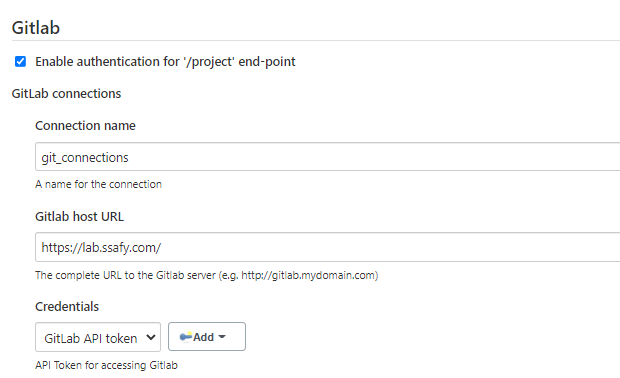 Gitlab
Enable authentication for '/project' end-point
GitLab connections
Connection name
git_connections
A name for the connection
Gitlab host URL
https://lab.ssafy.com/
The complete URL to the Gitlab server (e.g. http://gitlab.mydomain.com)
Credentials
GitLab API token Add
API Token for accessing Gitlab